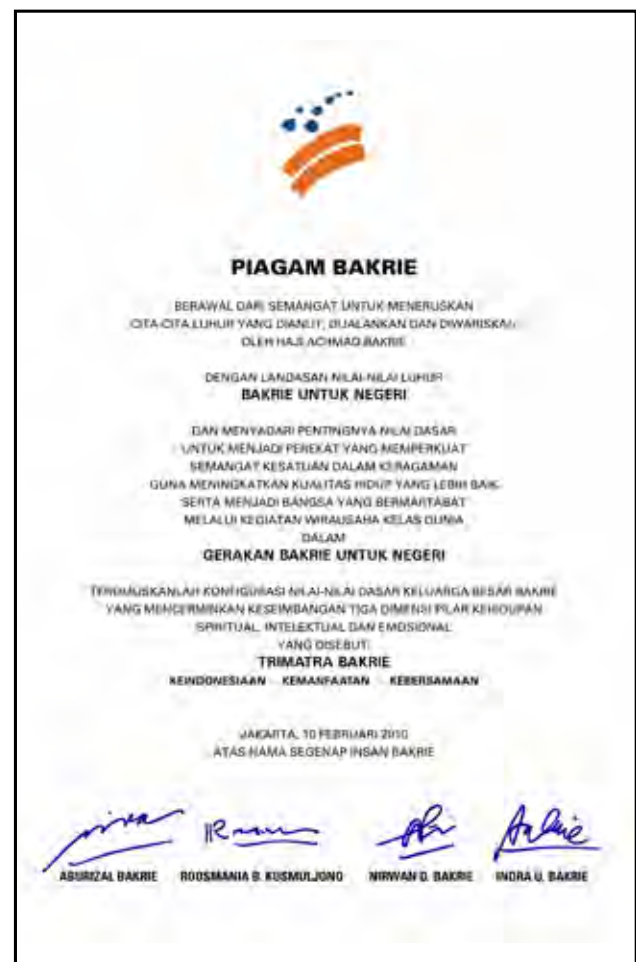 PIAGAM BAKRIE
BERAWAL DARI SEMANGAT UNTUK MENERUSKAN
CITA-CITA LUHUR YANG DIANUT, DIJALANKAN DAN DIWARISKAN
OLEH HAJI ACHMAD BAKRIE
DENGAN LANDASAN NILAI-NILAI LUHUR
BAKRIE UNTUK NEGERI
DAN MENYADARI PENTINGNYA NILAI DASAR
UNTUK MENJADI PEREKAT YANG MEMPERKUAT
SEMANGAT KESATUAN DALAM KERAGAMAN
GUNA MENINGKATKAN KUALITAS HIDUP YANG LEBIH BAIK
SERTA MENJADI BANGSA YANG BERMARTABAT
MELALUI KEGIATAN WIRAUSAHA KELAS DUNIA
DALAM
GERAKAN BAKRIE UNTUK NEGERI
TERUMUSKANLAH KONFIGURASI NILAI-NILAI DASAR KELUARGA BESAR BAKRIE
YANG MENCERMINKAN KESEIMBANGAN TIGA DIMENSI PILAR KEHIDUPAN
SPIRITUAL, INTELEKTUAL DAN EMOSIONAL
YANG DISEBUT:
TRIMATRA BAKRIE
KEINDONESIAAN KEMANFAATAN KEBERSAMAAN
JAKARTA, 10 FEBRUARI 2010
ATAS NAMA SEGENAP INSAN BAKRIE
ABURIZAL BAKRIE ROOSMANIA B. KUSMULJONO NIRWAN D. BAKRIE INDRA U. BAKRIE